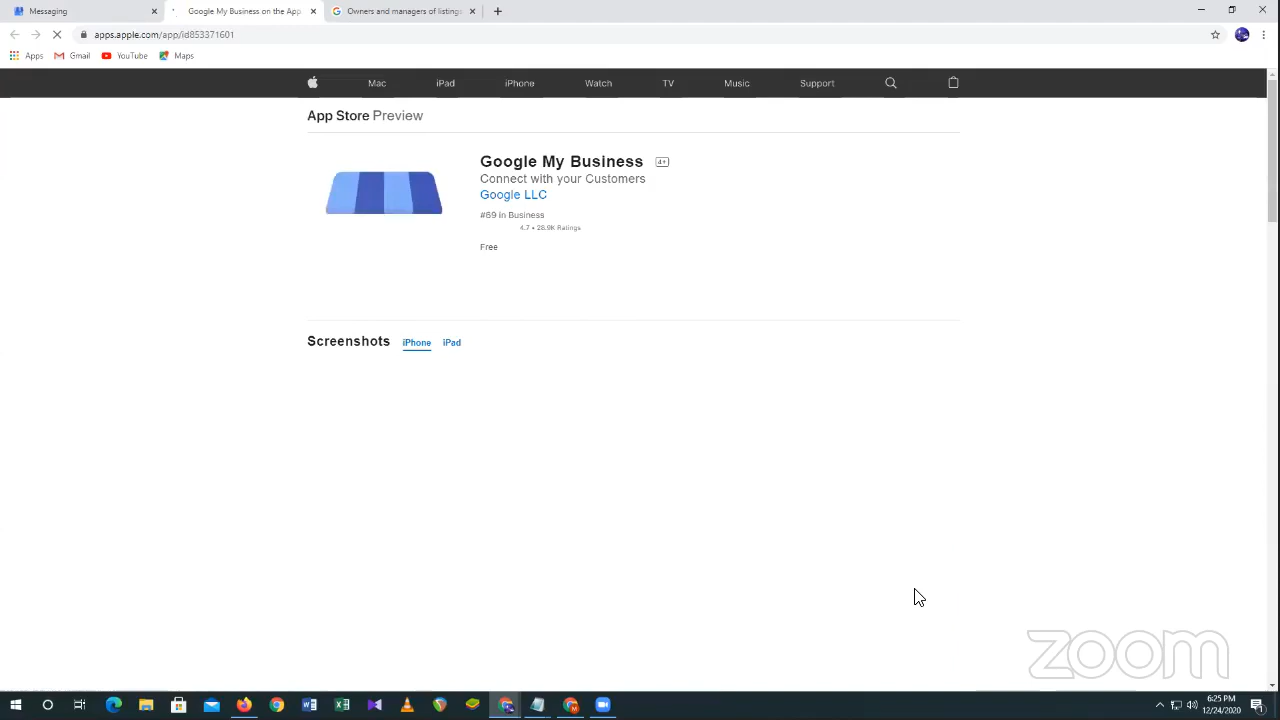 Messaging
Google My Business on the App
Owners and managers of listings
apps.apple.com/app/id853371601
Apps
Gmail
YouTube
Maps
Mac
iPad
iPhone
Watch
TV
Music
Support
App Store Preview
Google My Business 4+
Connect with your Customers
Google LLC
#69 in Business
4.7 • 28.9K Ratings
Free
Screenshots iPhone iPad
zoom
6:25 PM
12/24/2020